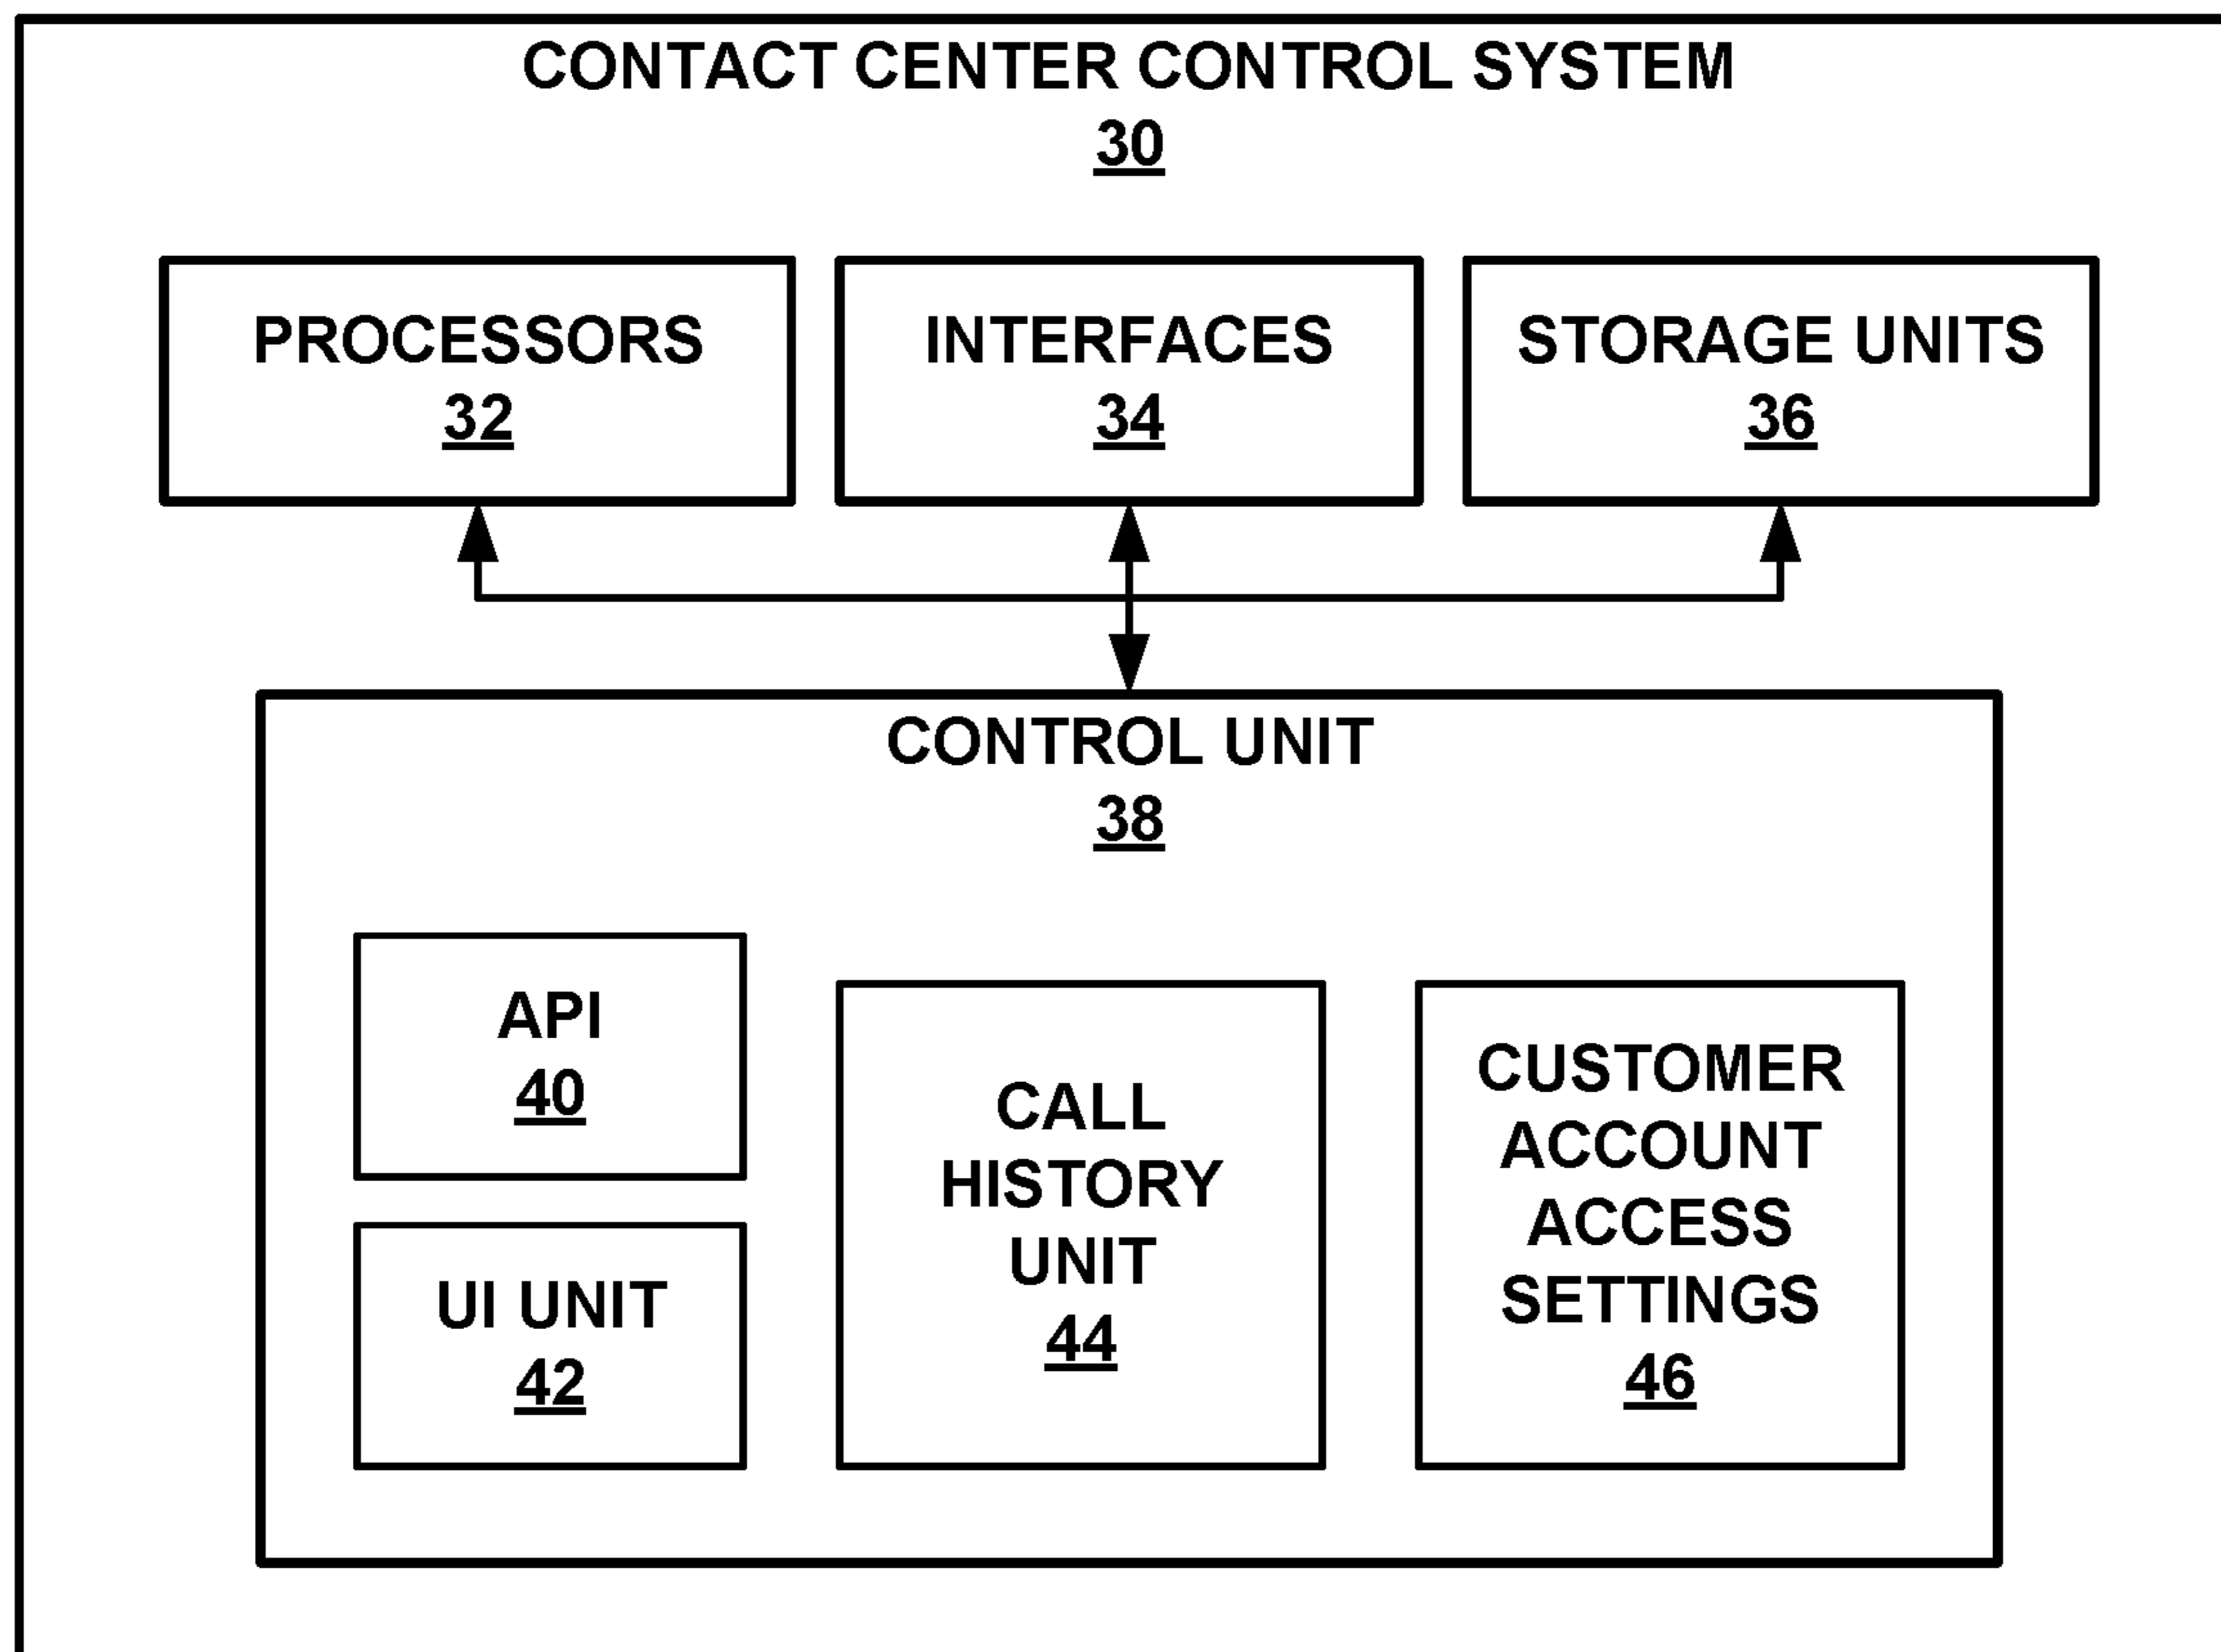 CONTACT CENTER CONTROL SYSTEM
30
PROCESSORS
32
INTERFACES
34
STORAGE UNITS
36
CONTROL UNIT
38
API
40
UI UNIT
42
CALL
HISTORY
UNIT
44
CUSTOMER
ACCOUNT
ACCESS
SETTINGS
46